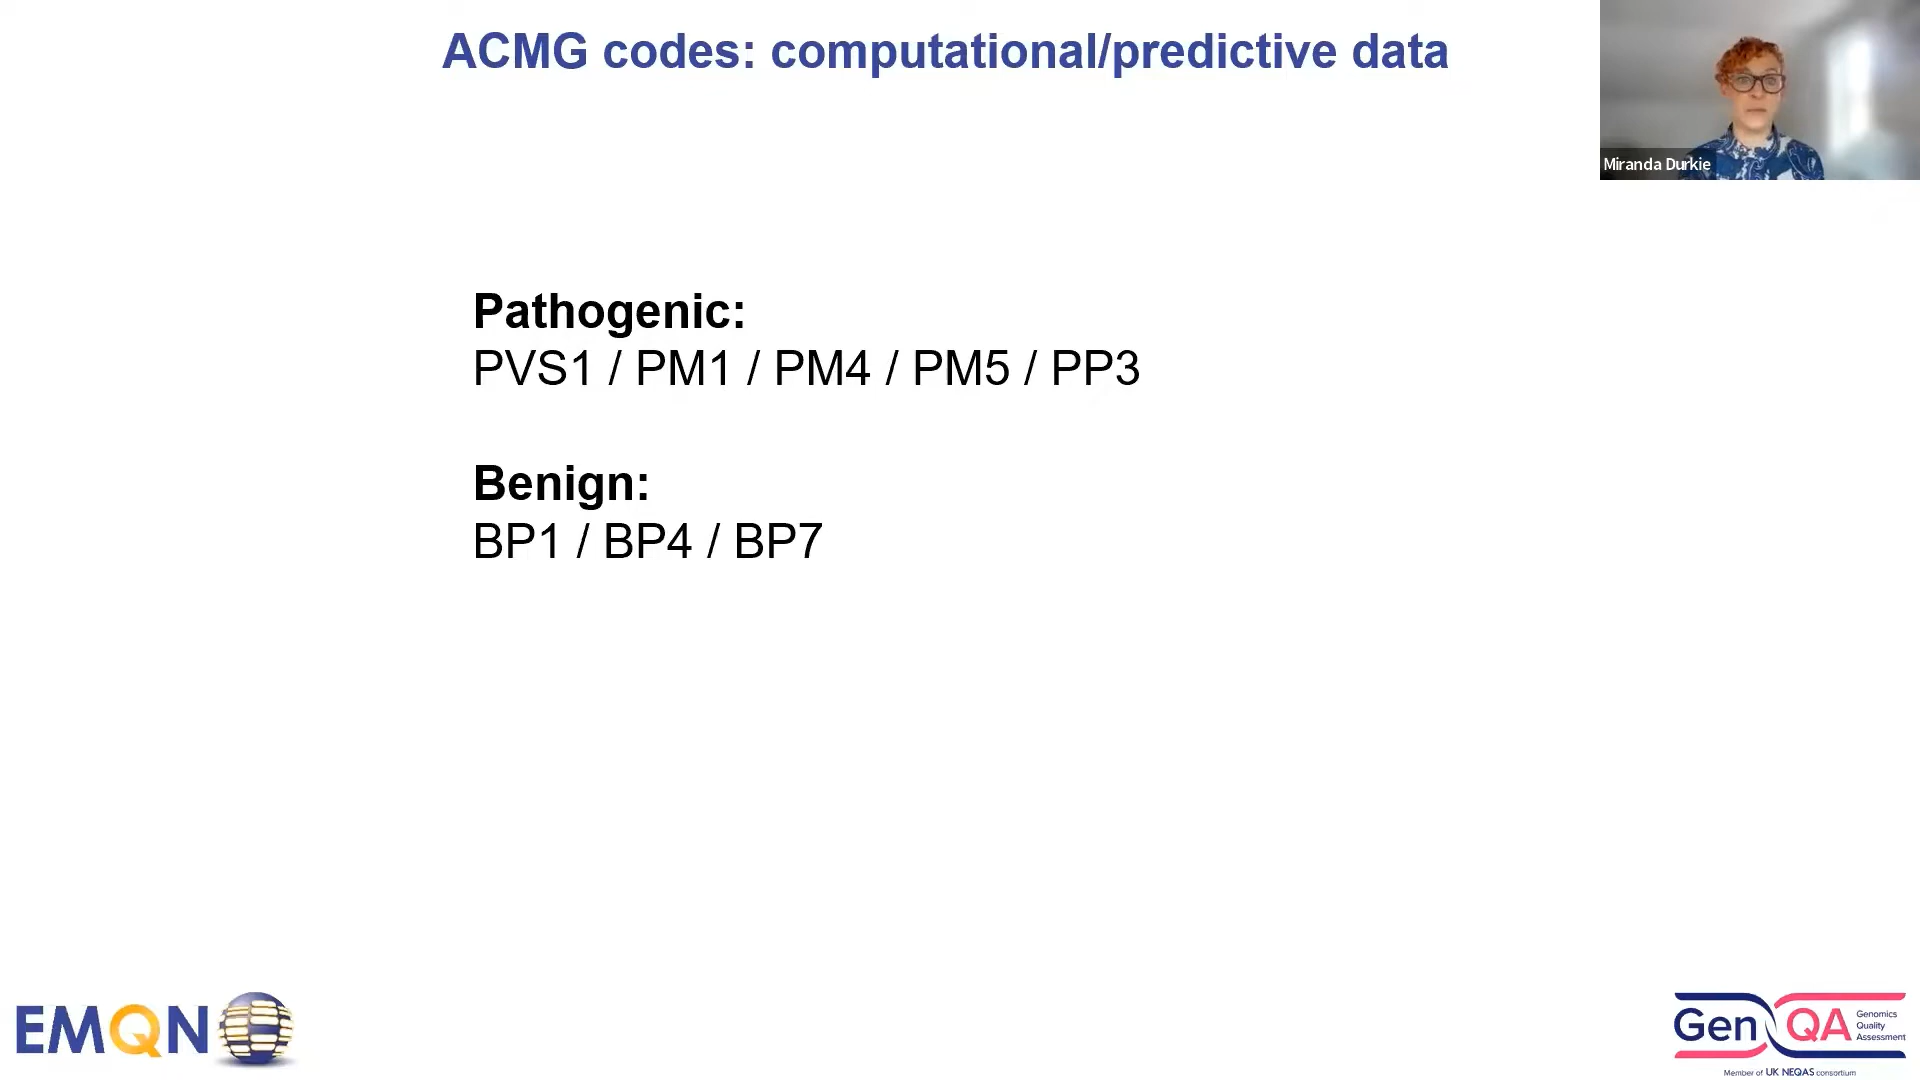 ACMG codes: computational/predictive data
Miranda Durkie
Pathogenic:
PVS1 / PM1 / PM4 / PM5 / PP3
Benign:
BP1 / BP4 / BP7
EMQN
GenQA
Genomics
Quality
Assessment
Member of UK NEQAS consortium